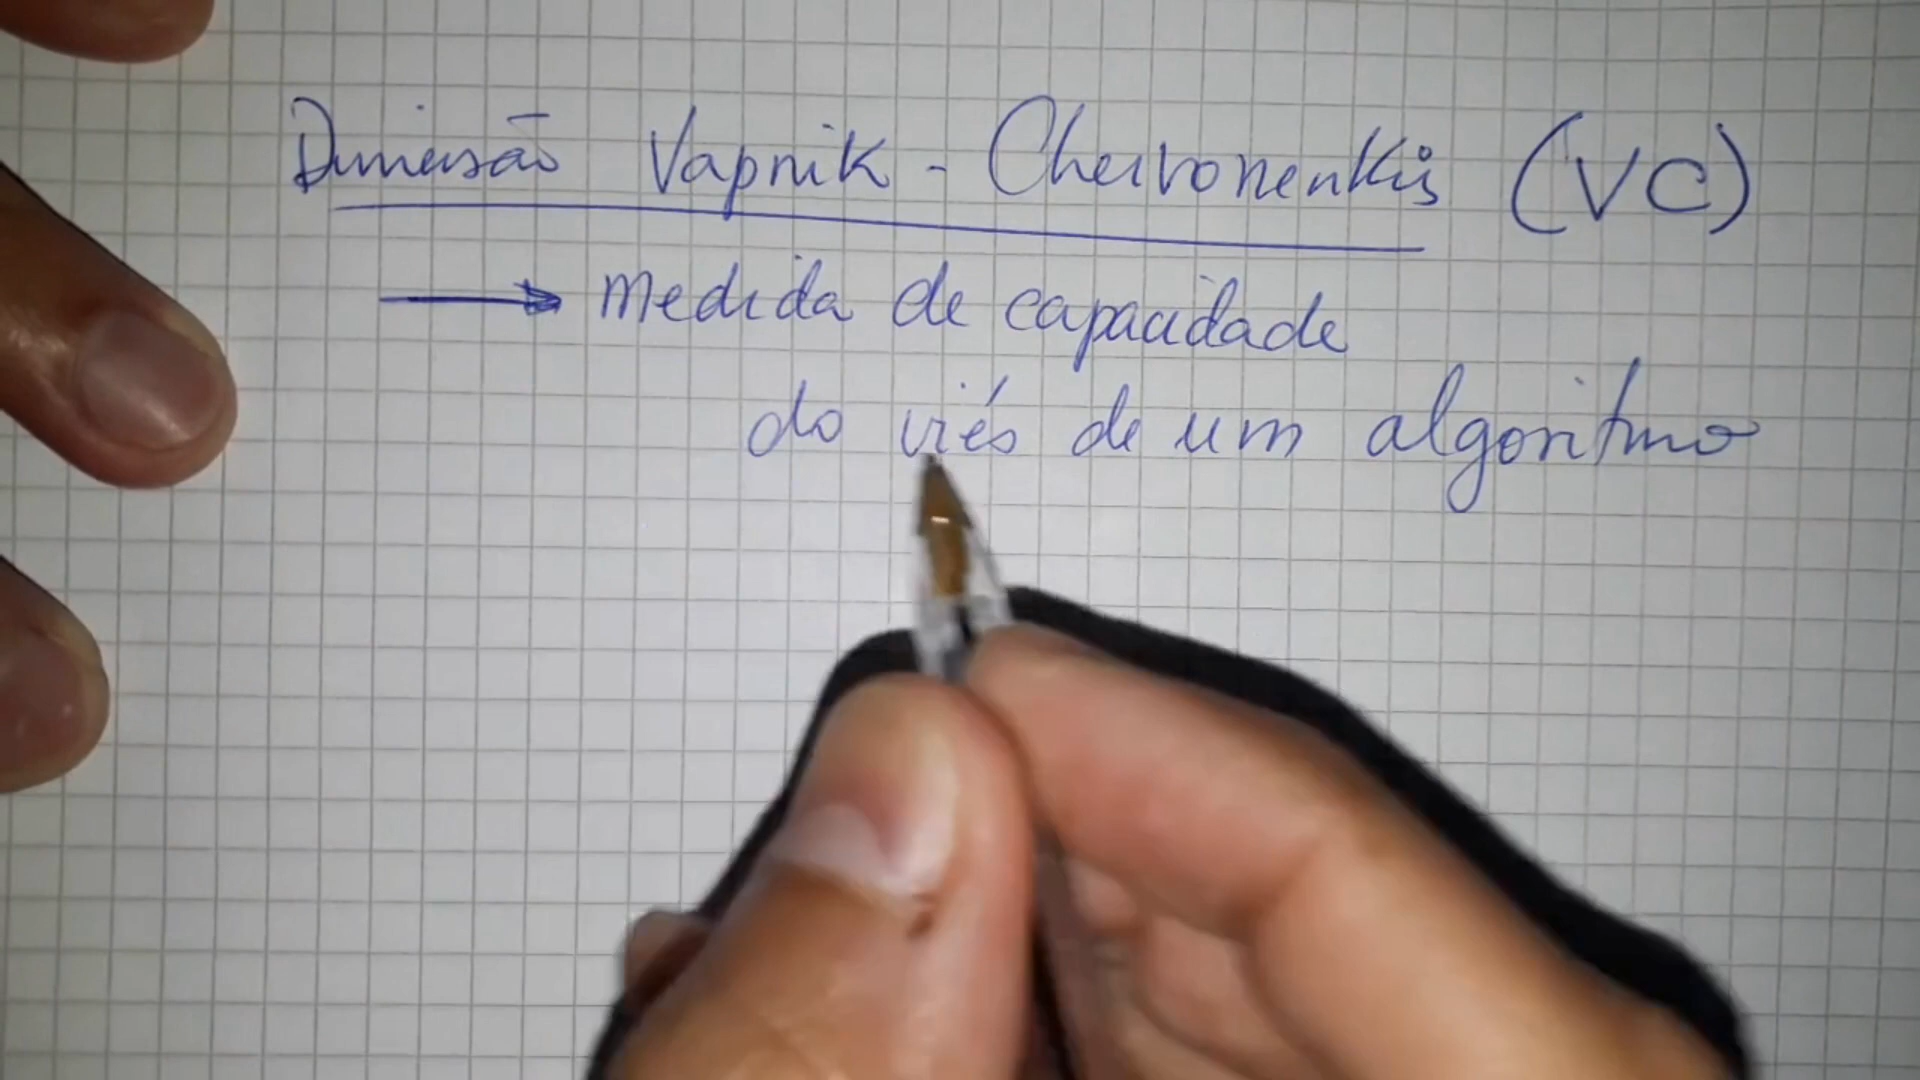 Dimensão Vapnik - Chervonenkis (VC)
→ medida de capacidade
do viés de um algoritmo